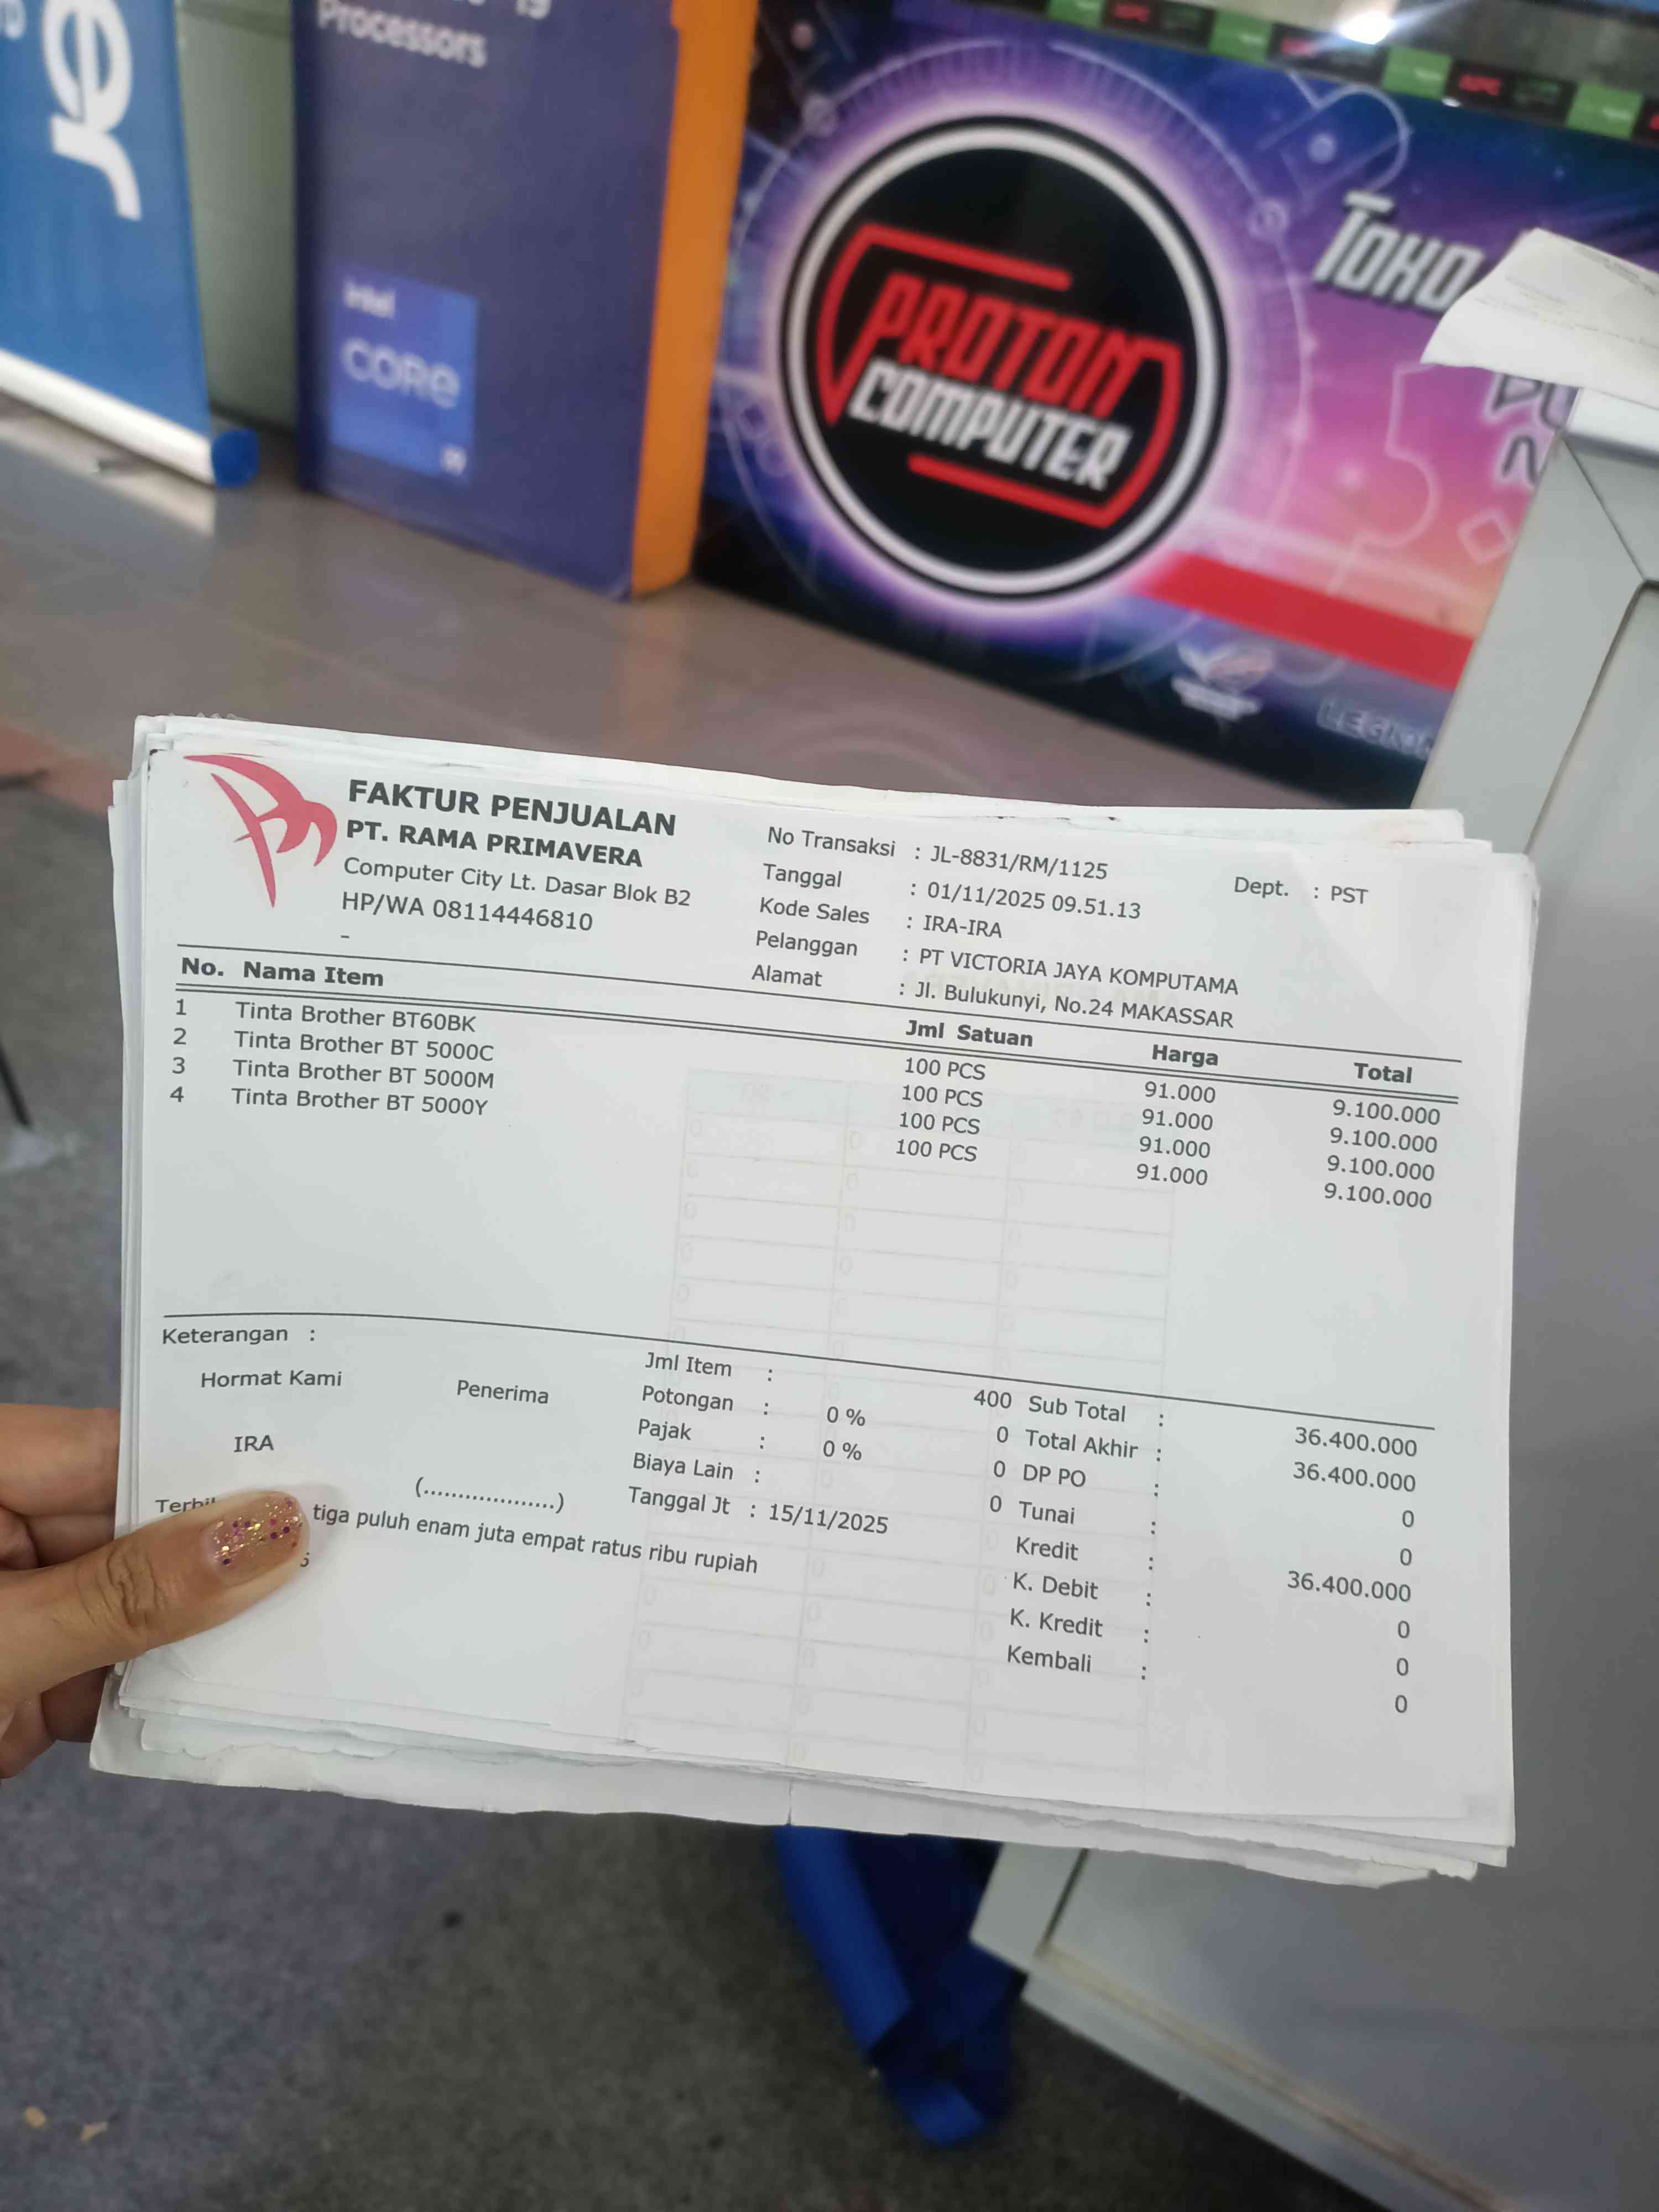 er
Processors
intel
CORe
i9
PROTON
COMPUTER
TOKO
FAKTUR PENJUALAN
PT. RAMA PRIMAVERA
Computer City Lt. Dasar Blok B2
HP/WA 08114446810
-
No Transaksi : JL-8831/RM/1125
Tanggal : 01/11/2025 09.51.13
Kode Sales : IRA-IRA
Pelanggan : PT VICTORIA JAYA KOMPUTAMA
Alamat : Jl. Bulukunyi, No.24 MAKASSAR
Dept. : PST
No. Nama Item Jml Satuan Harga Total
1 Tinta Brother BT60BK 100 PCS 91.000 9.100.000
2 Tinta Brother BT 5000C 100 PCS 91.000 9.100.000
3 Tinta Brother BT 5000M 100 PCS 91.000 9.100.000
4 Tinta Brother BT 5000Y 100 PCS 91.000 9.100.000
Keterangan :
Hormat Kami Penerima
IRA (...................)
Jml Item : 400
Potongan : 0 % 0
Pajak : 0 % 0
Biaya Lain : 0
Tanggal Jt : 15/11/2025
Sub Total : 36.400.000
Total Akhir : 36.400.000
DP PO : 0
Tunai : 0
Kredit : 36.400.000
K. Debit : 0
K. Kredit : 0
Kembali : 0
tiga puluh enam juta empat ratus ribu rupiah